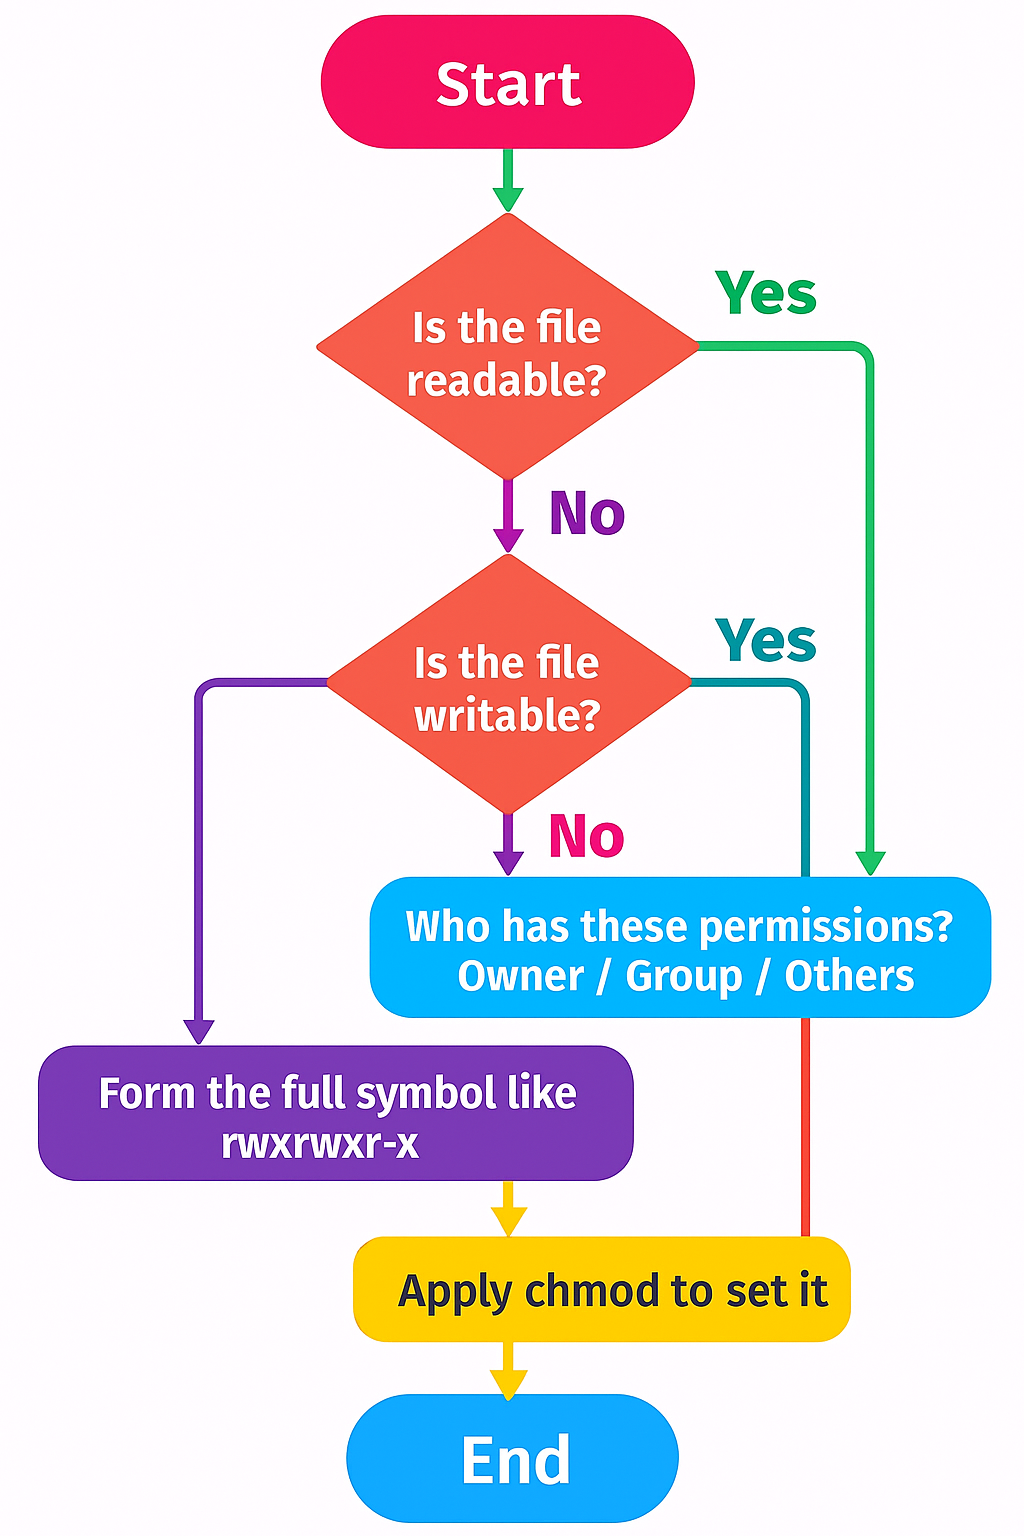 Start
Is the file
readable?
Yes
No
Is the file
writable?
Yes
No
Who has these permissions?
Owner / Group / Others
Form the full symbol like
rwxrwxr-x
Apply chmod to set it
End